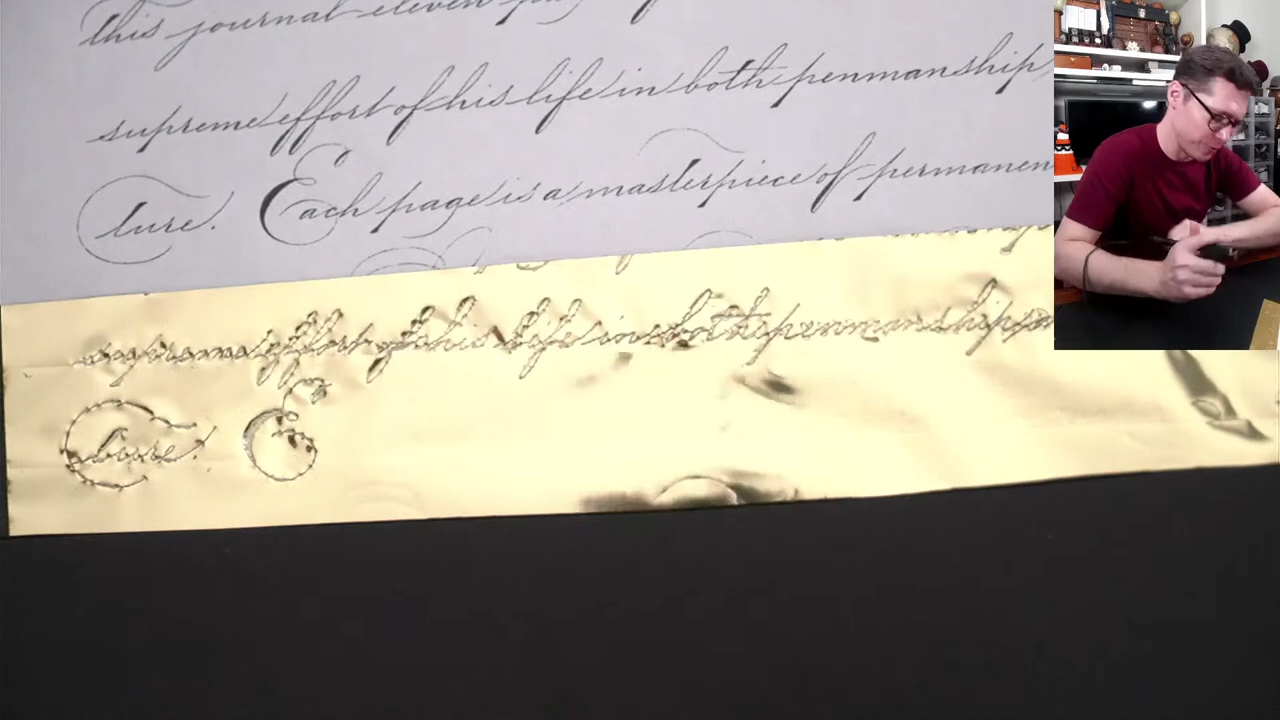 this journal eleven
supreme effort of his life in both penmanship
ture. Each page is a masterpiece of permanen
supreme effort of his life in both penmanship
ture. E